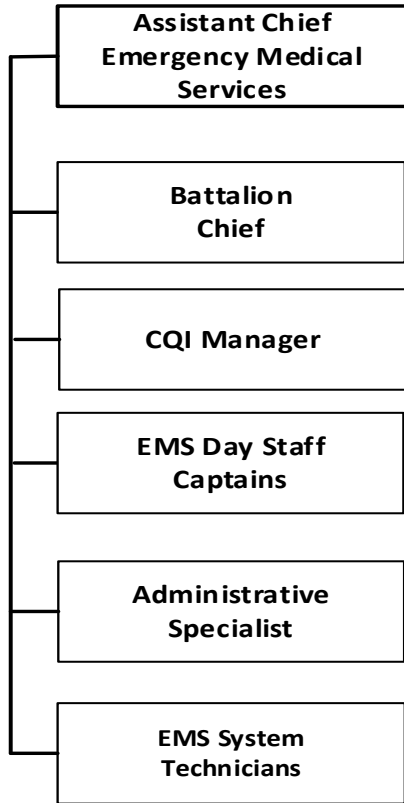 Assistant Chief
Emergency Medical
Services
Battalion
Chief
CQI Manager
EMS Day Staff
Captains
Administrative
Specialist
EMS System
Technicians